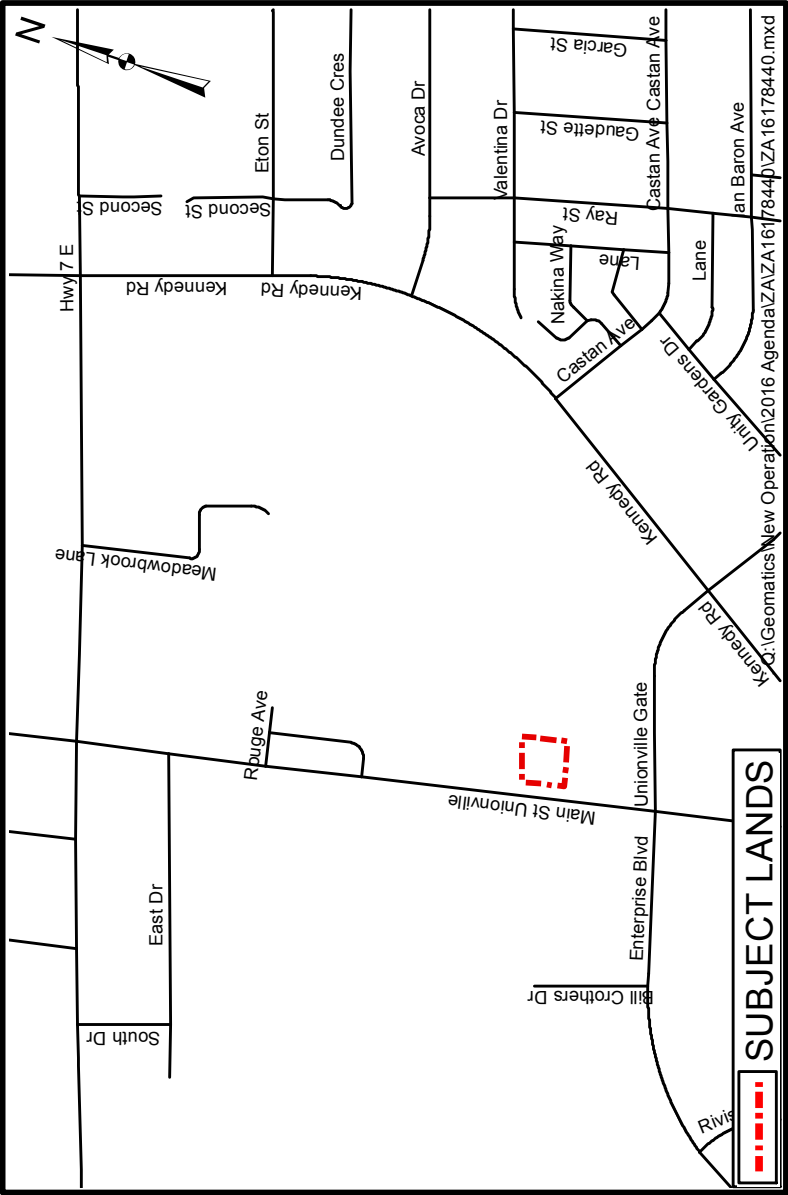 N
Hwy 7 E
Second St
Second St
Eton St
Dundee Cres
Avoca Dr
Valentina Dr
Garcia St
Gaudette St
Castan Ave
Castan Ave
an Baron Ave
Ray St
Lane
Lane
Nakina Way
Castan Ave
Unity Gardens Dr
Kennedy Rd
Kennedy Rd
Kennedy Rd
Kennedy Rd
Kennedy Rd
Meadowbrook Lane
Rouge Ave
Main St Unionville
Unionville Gate
Enterprise Blvd
Bill Crothers Dr
East Dr
South Dr
Rivis
SUBJECT LANDS
Q:\Geomatics\New Operation\2016 Agenda\ZA\ZA16178440\ZA16178440.mxd